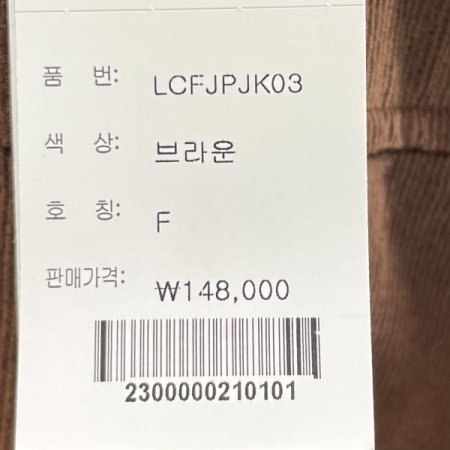 품 번: LCFJPJK03
색 상: 브라운
호 칭: F
판매가격: ₩148,000
2300000210101